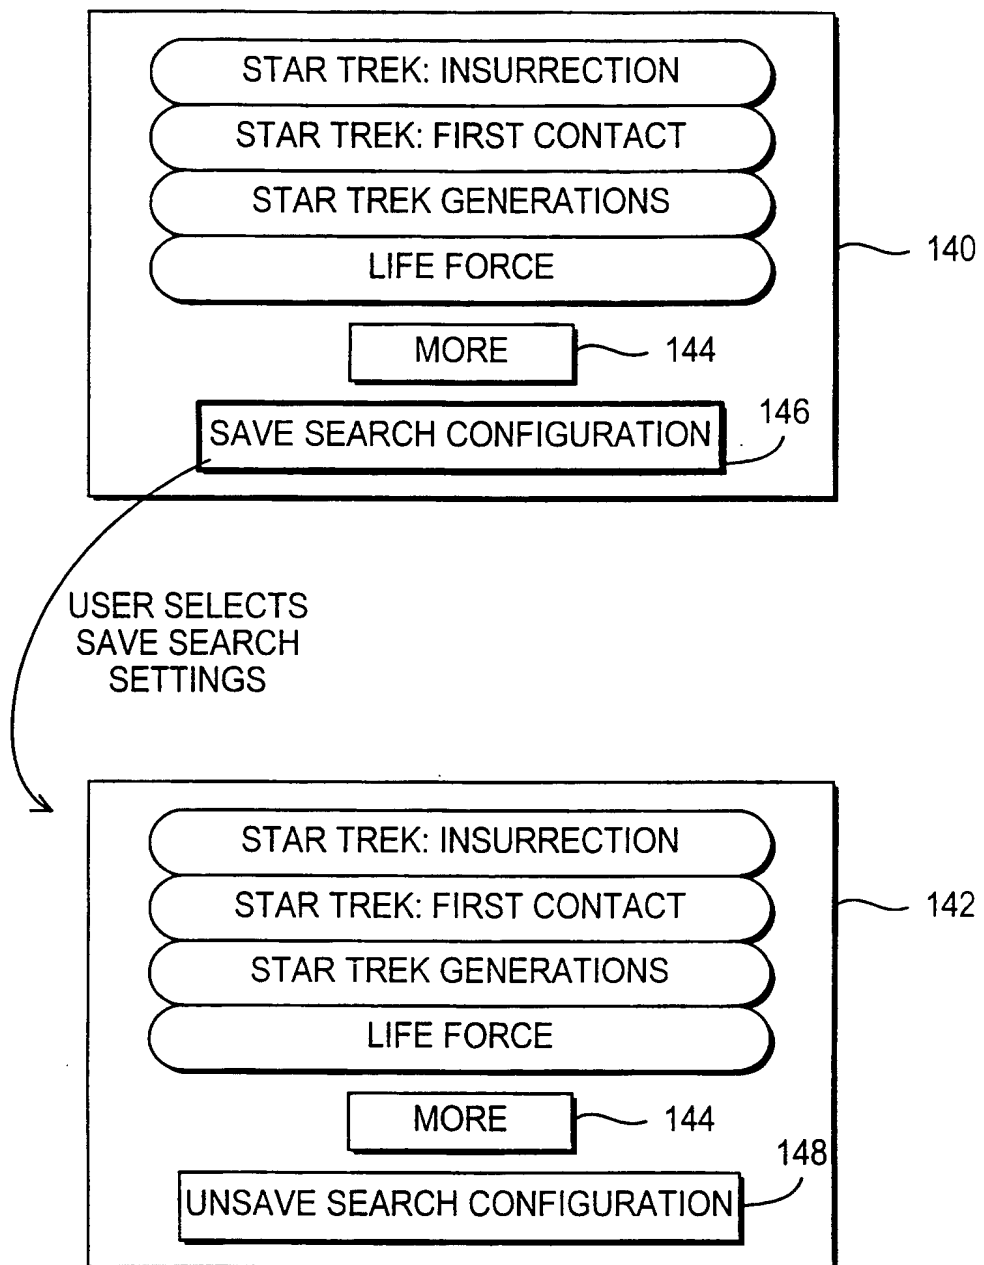 STAR TREK: INSURRECTION
STAR TREK: FIRST CONTACT
STAR TREK GENERATIONS
LIFE FORCE
140
MORE
144
146
SAVE SEARCH CONFIGURATION
USER SELECTS
SAVE SEARCH
SETTINGS
STAR TREK: INSURRECTION
STAR TREK: FIRST CONTACT
142
STAR TREK GENERATIONS
LIFE FORCE
MORE
144
148
UNSAVE SEARCH CONFIGURATION